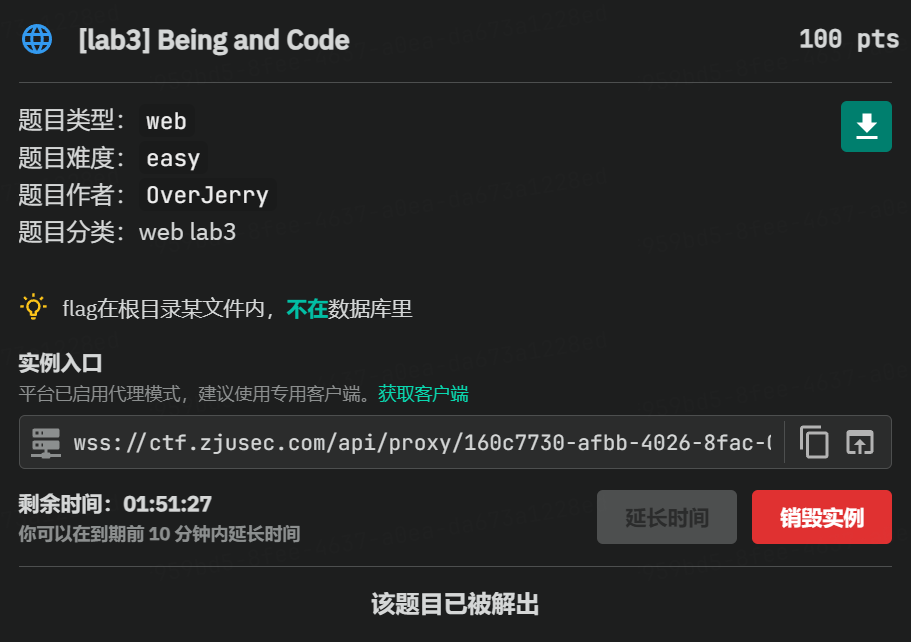 [lab3] Being and Code
100 pts
题目类型： web
题目难度： easy
题目作者： OverJerry
题目分类：web lab3
flag在根目录某文件内，不在数据库里
实例入口
平台已启用代理模式，建议使用专用客户端。获取客户端
wss://ctf.zjusec.com/api/proxy/160c7730-afbb-4026-8fac-
剩余时间：01:51:27
你可以在到期前 10 分钟内延长时间
延长时间
销毁实例
该题目已被解出